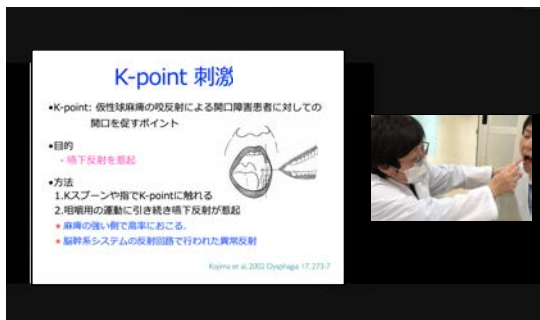 K-point 刺激
•K-point: 仮性球麻痺の咬反射による開口障害患者に対しての
開口を促すポイント
•目的
・嚥下反射を惹起
•方法
1.Kスプーンや指でK-pointに触れる
2.咀嚼用の運動に引き続き嚥下反射が惹起
★麻痺の強い側で高率におこる.
★脳幹系システムの反射回路で行われた異常反射
Kojima et al, 2002 Dysphagia 17, 273-7